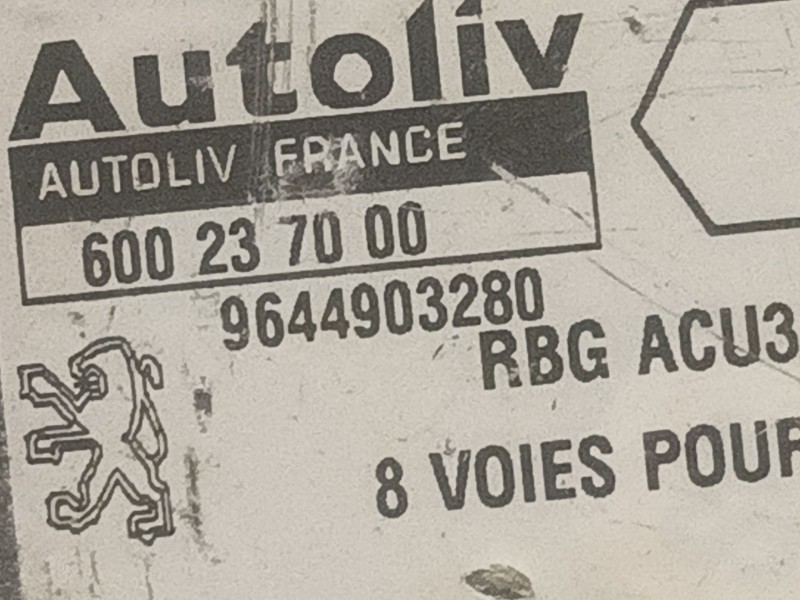 Autoliv
AUTOLIV FRANCE
600 23 70 00
9644903280
RBG ACU3
8 VOIES POUR